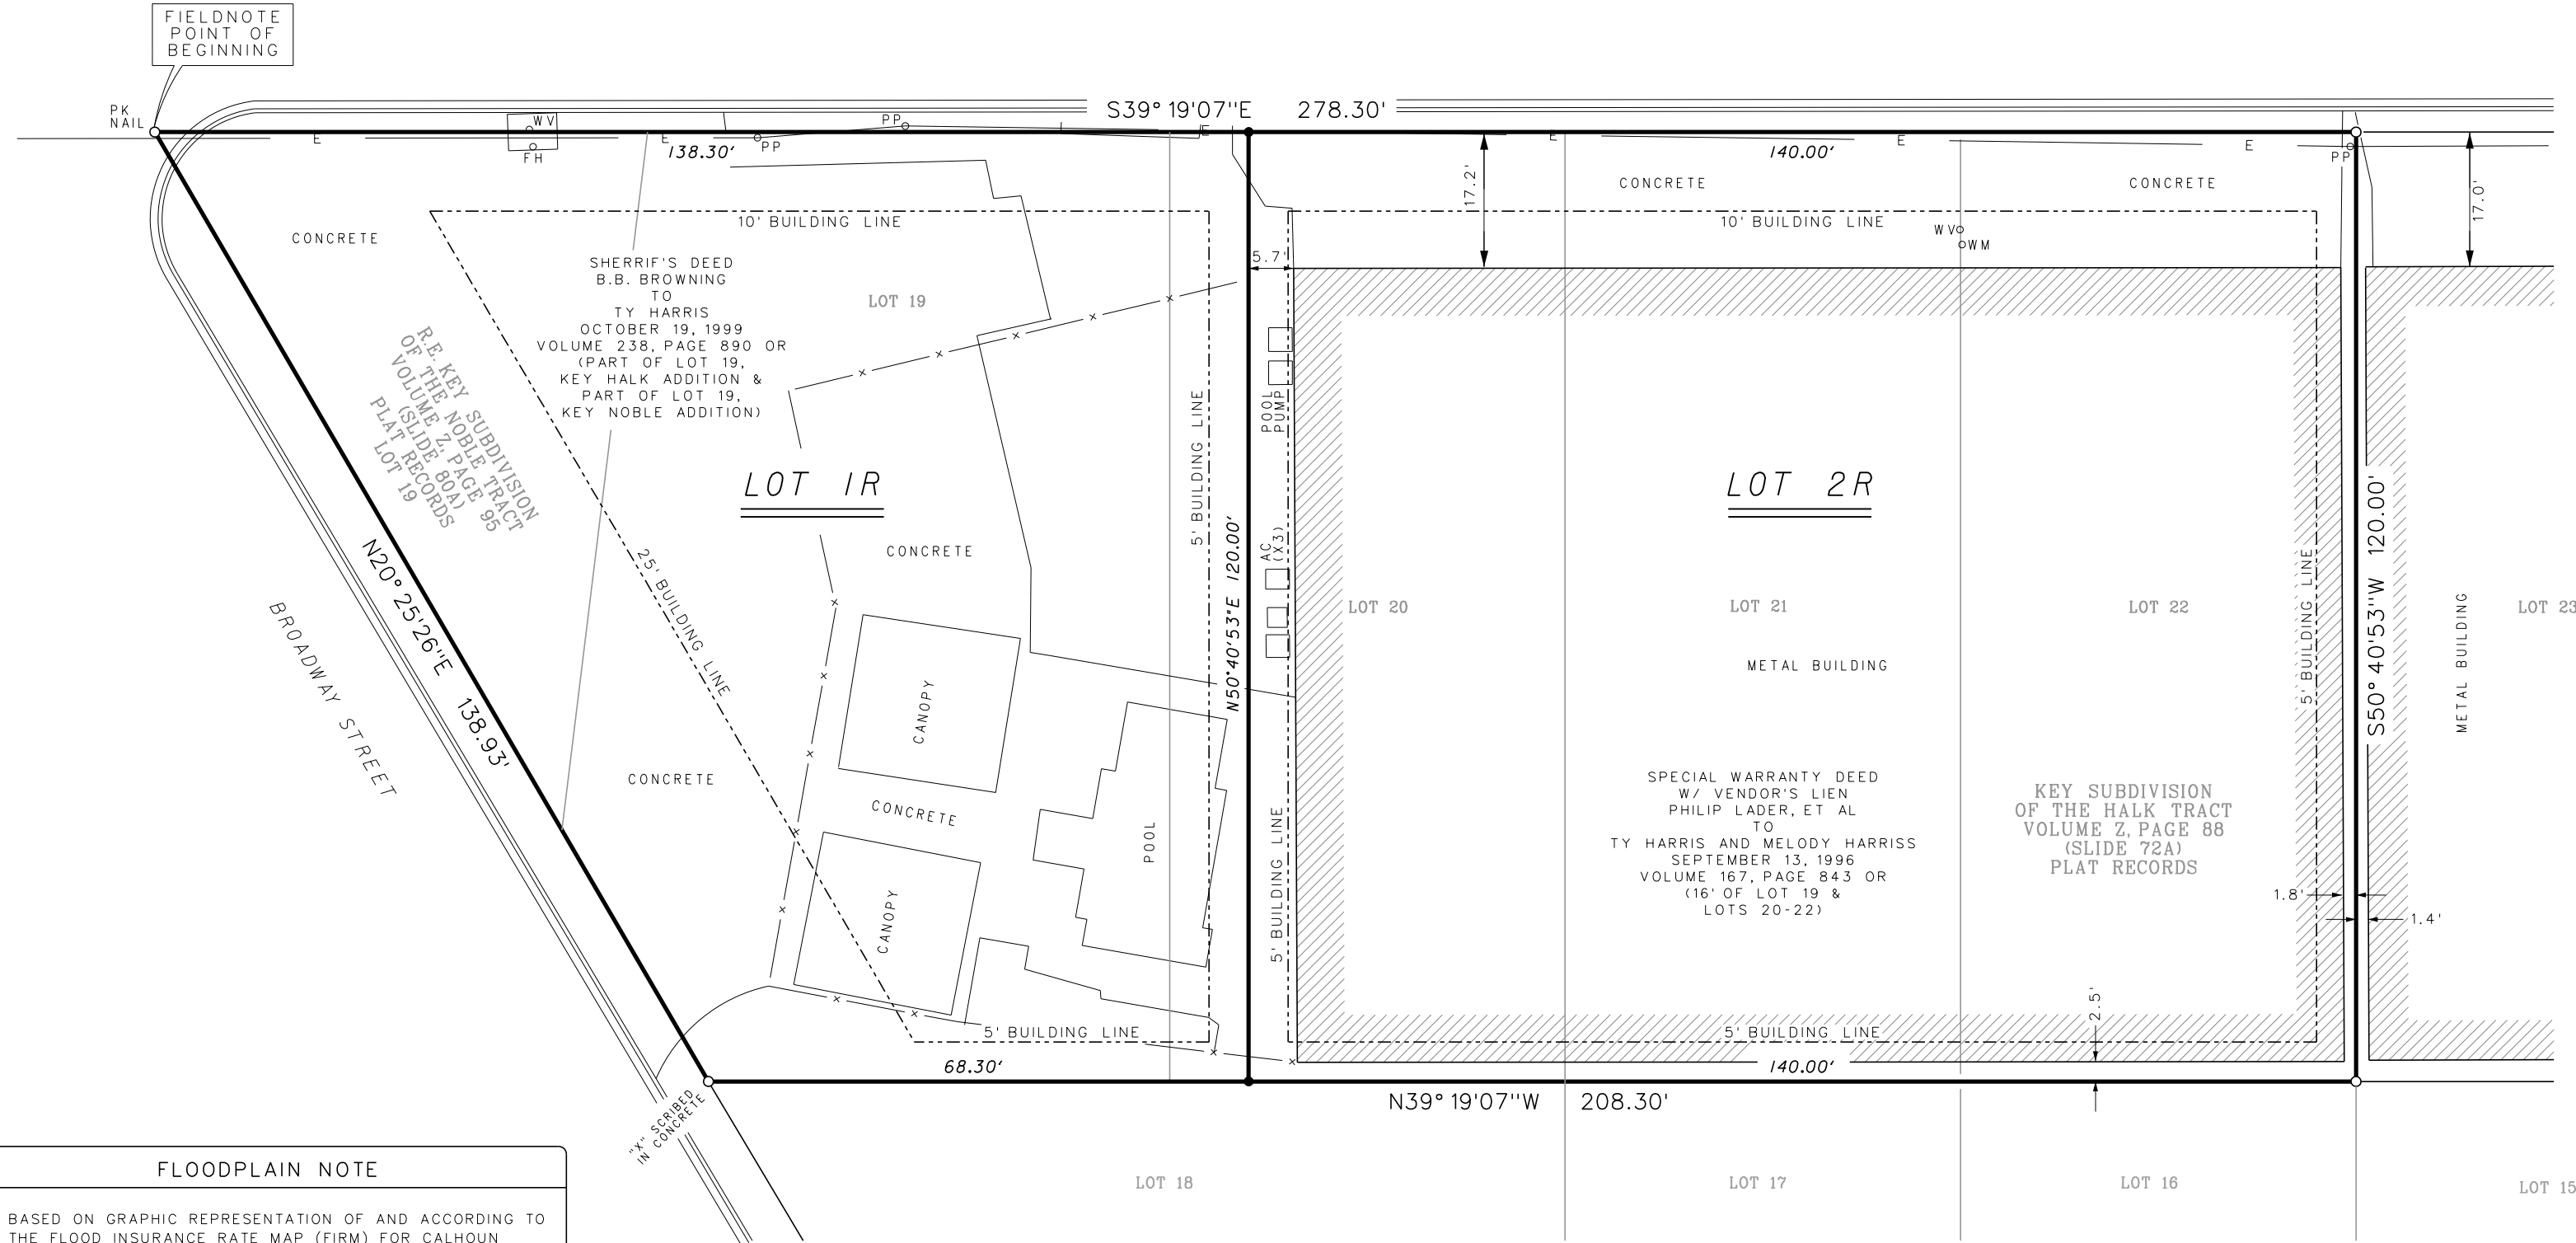 FIELDNOTE
POINT OF
BEGINNING
PK
NAIL
S39°19'07"E 278.30'
WV
FH
E
E
PP
PP
E
E
E
E
PP
138.30'
140.00'
17.2'
17.0'
CONCRETE
CONCRETE
CONCRETE
10' BUILDING LINE
10' BUILDING LINE
WV
WM
5.7'
SHERRIF'S DEED
B.B. BROWNING
TO
TY HARRIS
OCTOBER 19, 1999
VOLUME 238, PAGE 890 OR
(PART OF LOT 19,
KEY HALK ADDITION &
PART OF LOT 19,
KEY NOBLE ADDITION)
LOT 19
R.E. KEY SUBDIVISION
OF THE NOBLE TRACT
VOLUME Z, PAGE 95
(SLIDE 80A)
PLAT RECORDS
LOT 19
POOL
PUMP
5' BUILDING LINE
LOT 1R
LOT 2R
CONCRETE
AC
(X3)
N50°40'53"E 120.00'
S50°40'53"W 120.00'
N20°25'26"E 138.93'
25' BUILDING LINE
BROADWAY STREET
LOT 20
LOT 21
LOT 22
LOT 23
5' BUILDING LINE
METAL BUILDING
METAL BUILDING
CANOPY
CONCRETE
CONCRETE
POOL
CANOPY
5' BUILDING LINE
SPECIAL WARRANTY DEED
W/ VENDOR'S LIEN
PHILIP LADER, ET AL
TO
TY HARRIS AND MELODY HARRISS
SEPTEMBER 13, 1996
VOLUME 167, PAGE 843 OR
(16' OF LOT 19 &
LOTS 20-22)
KEY SUBDIVISION
OF THE HALK TRACT
VOLUME Z, PAGE 88
(SLIDE 72A)
PLAT RECORDS
1.8'
1.4'
2.5'
5' BUILDING LINE
5' BUILDING LINE
68.30'
140.00'
N39°19'07"W 208.30'
"X" SCRIBED
IN CONCRETE
LOT 18
LOT 17
LOT 16
LOT 15
FLOODPLAIN NOTE
BASED ON GRAPHIC REPRESENTATION OF AND ACCORDING TO
THE FLOOD INSURANCE RATE MAP (FIRM) FOR CALHOUN